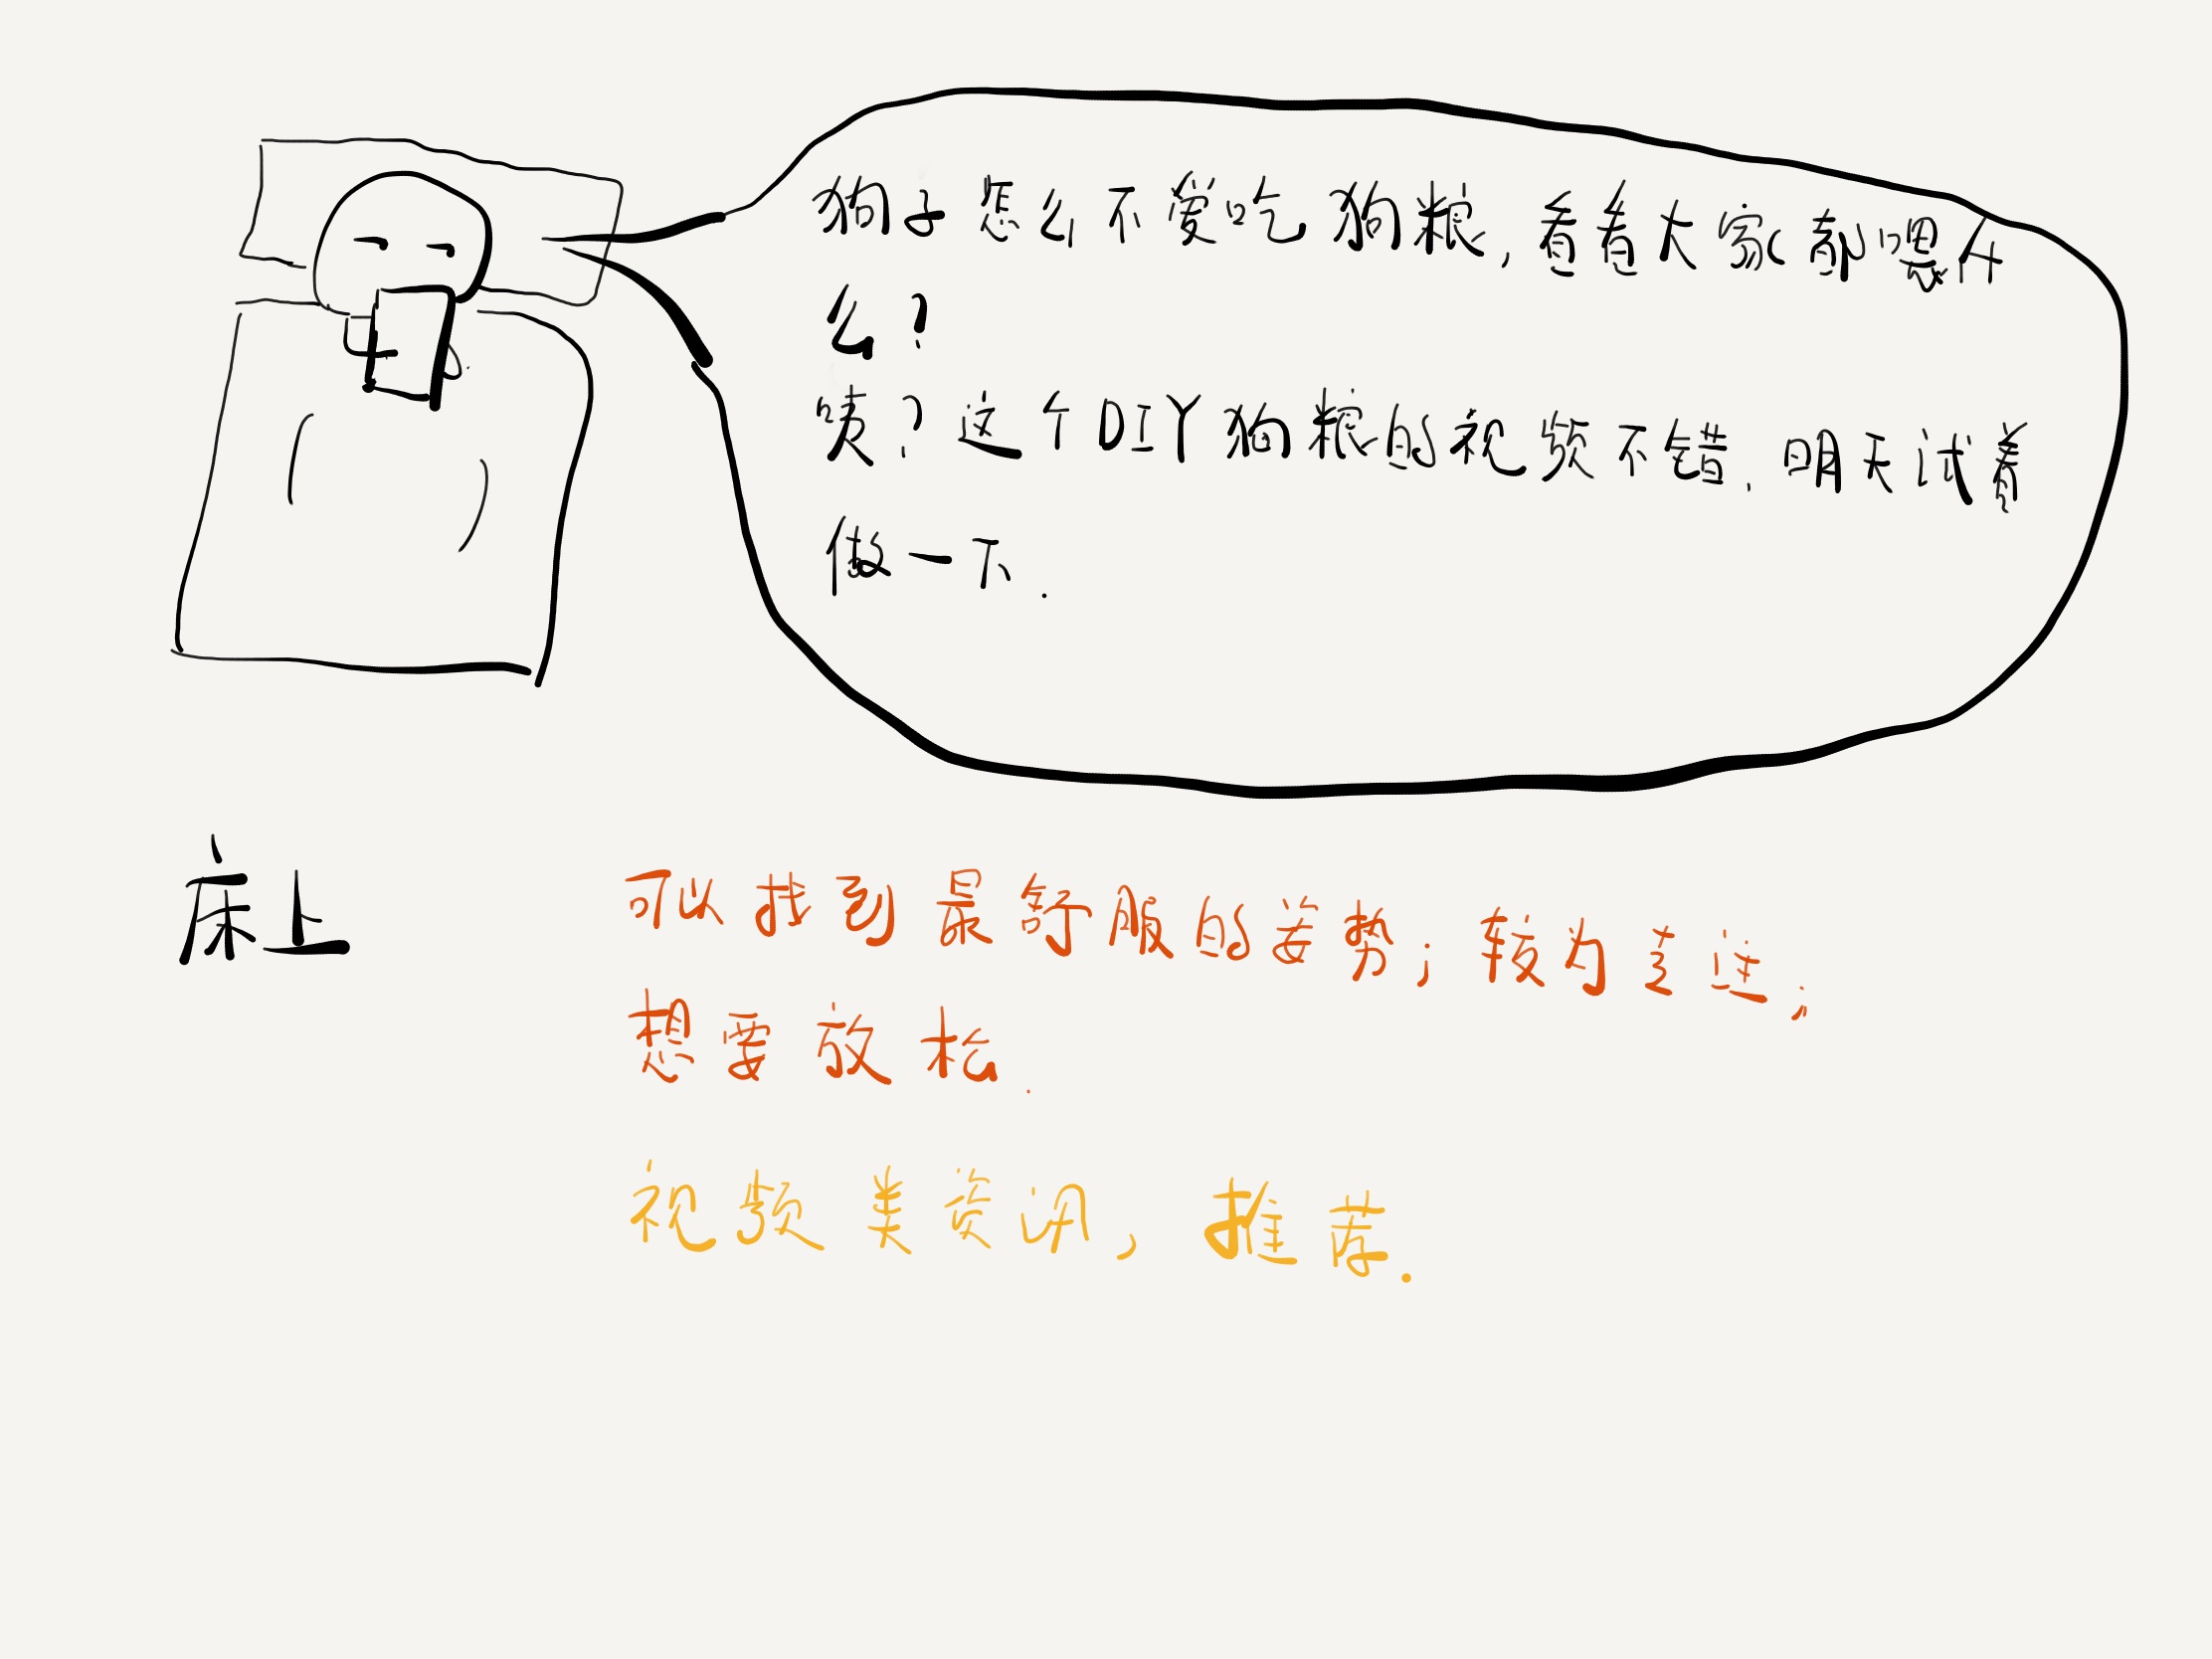 狗子怎么不爱吃狗粮,看看大家都喂什
么?
咦?这个DIY狗粮的视频不错.明天试着
做一下.
床上
可以找到最舒服的姿势;较为专注;
想要放松.
视频类资讯,推荐.